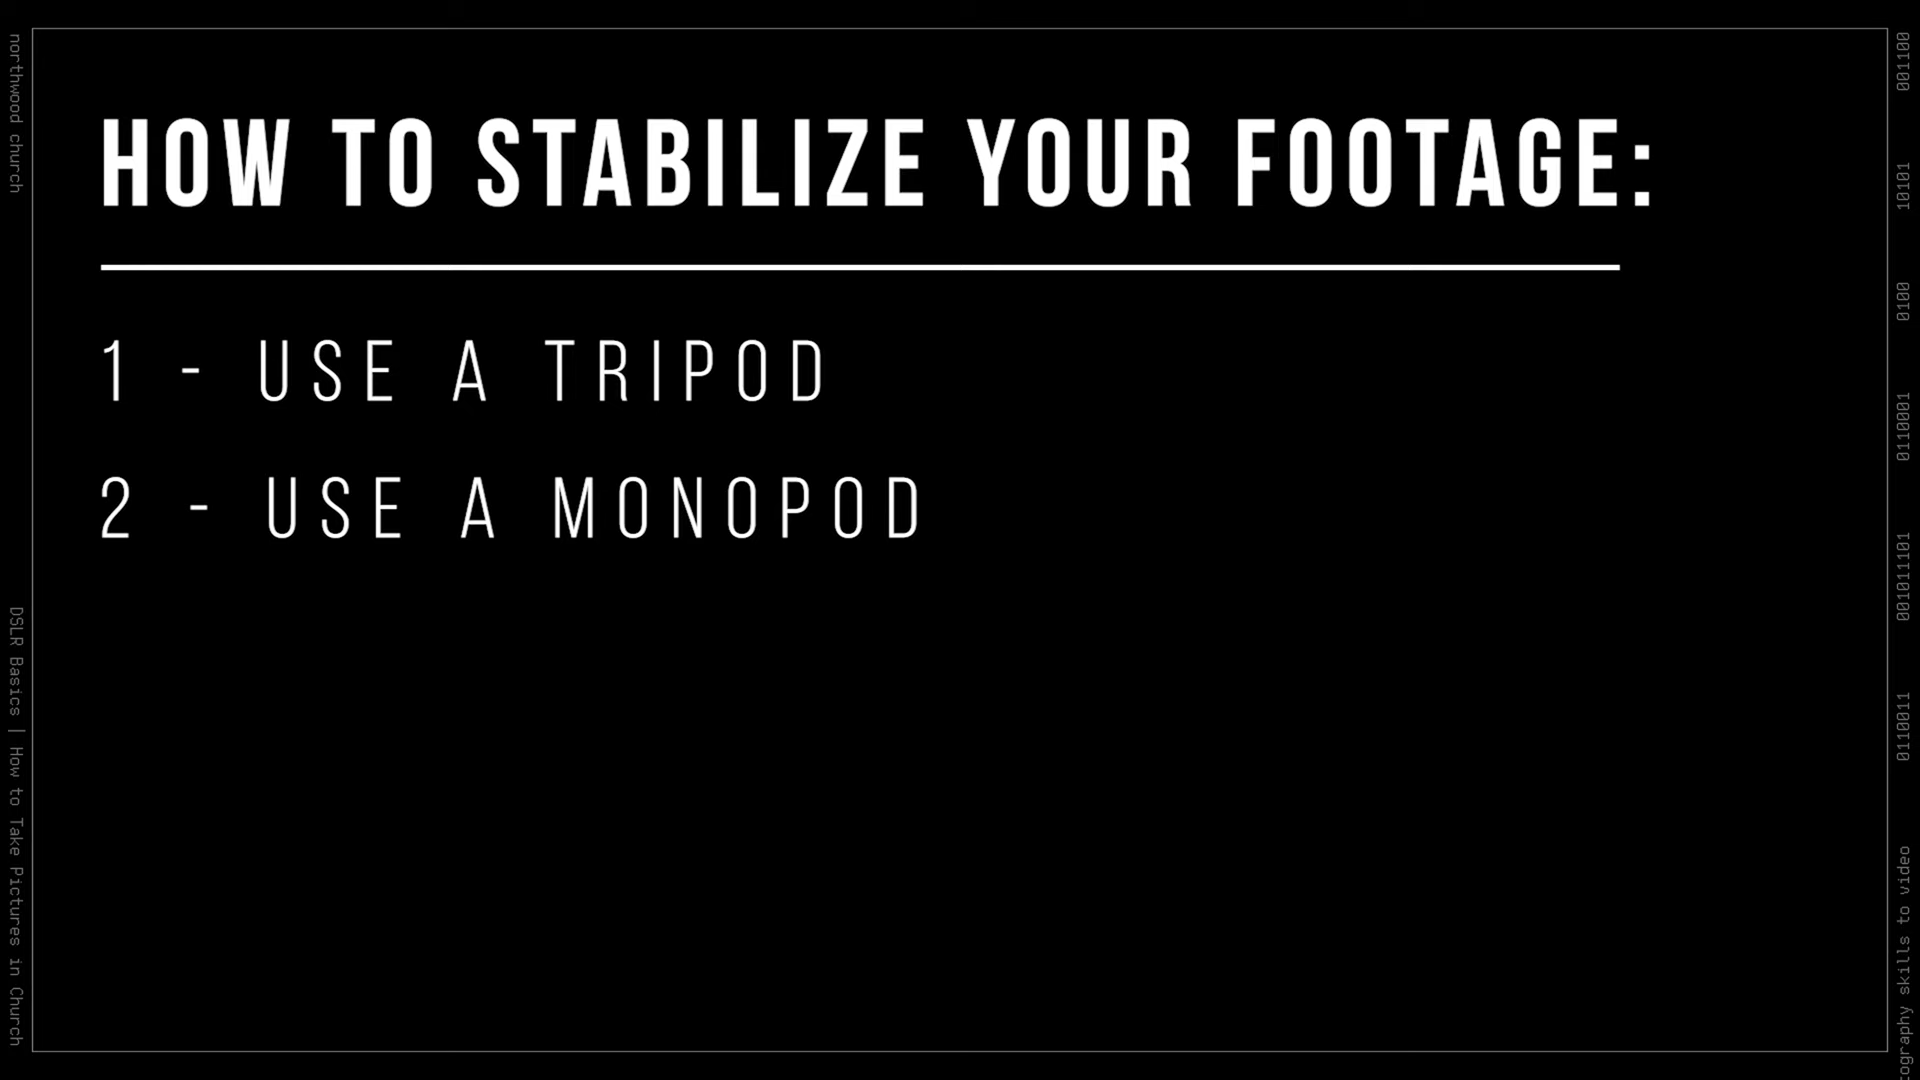 HOW TO STABILIZE YOUR FOOTAGE:
1 - USE A TRIPOD
2 - USE A MONOPOD
northwood church
DSLR Basics | How to Take Pictures in Church
001100
10101
0100
0110001
001011101
0110011
skills to video